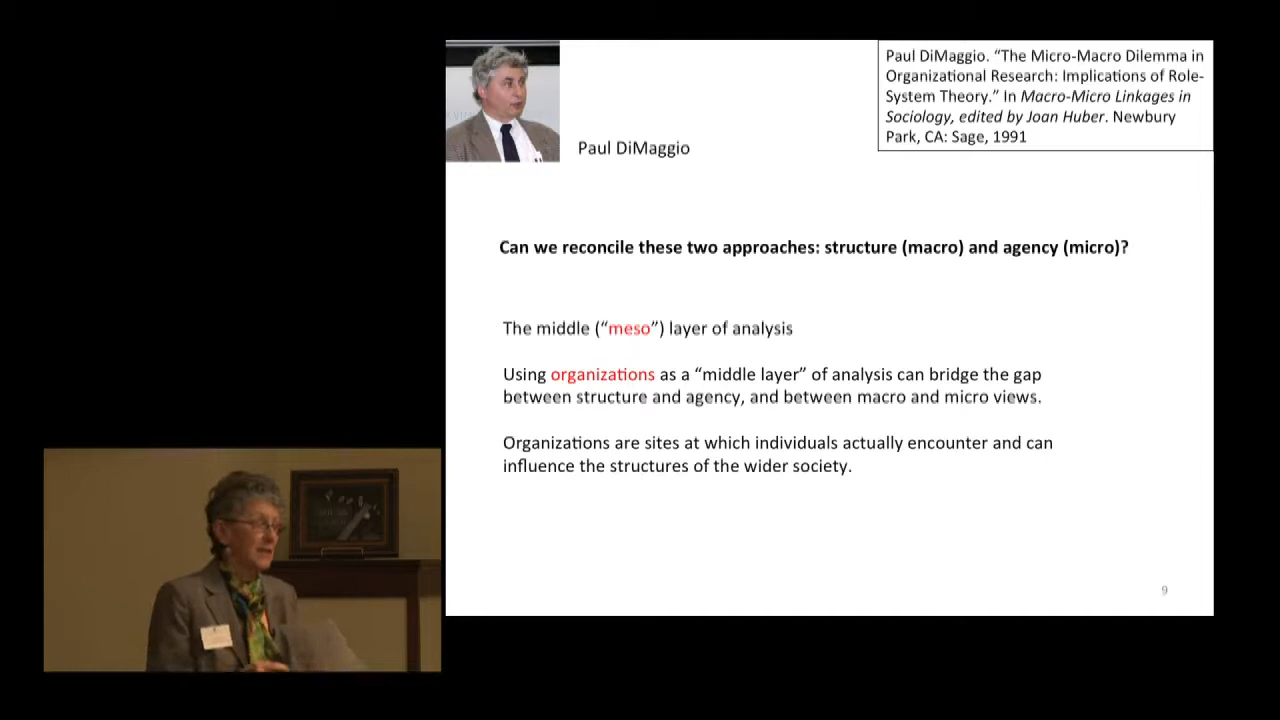 Paul DiMaggio. “The Micro-Macro Dilemma in
Organizational Research: Implications of Role-
System Theory.” In Macro-Micro Linkages in
Sociology, edited by Joan Huber. Newbury
Park, CA: Sage, 1991
Paul DiMaggio
Can we reconcile these two approaches: structure (macro) and agency (micro)?
The middle (“meso”) layer of analysis
Using organizations as a “middle layer” of analysis can bridge the gap
between structure and agency, and between macro and micro views.
Organizations are sites at which individuals actually encounter and can
influence the structures of the wider society.
9